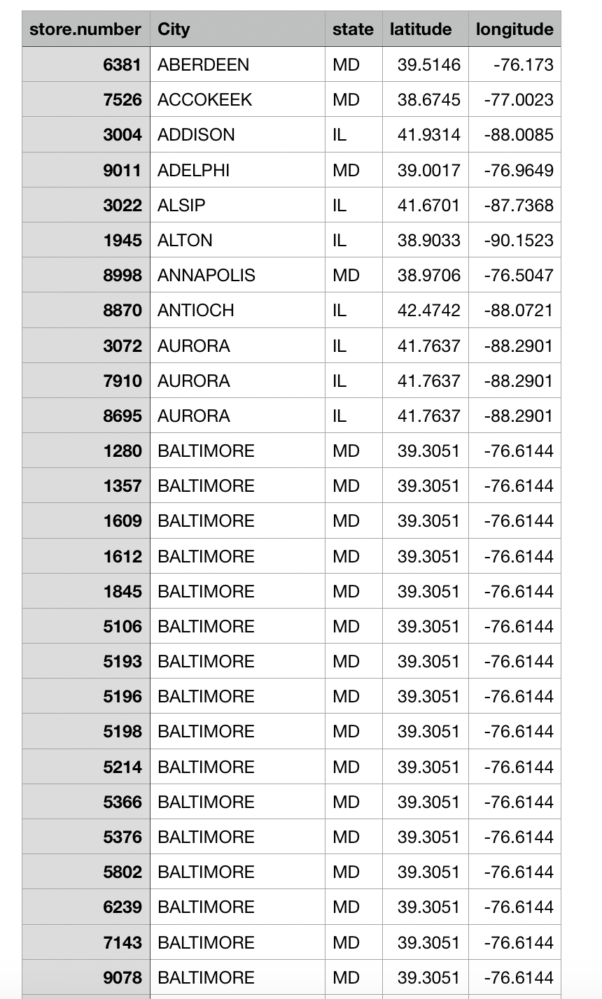 store.number City state latitude longitude
6381 ABERDEEN MD 39.5146 -76.173
7526 ACCOKEEK MD 38.6745 -77.0023
3004 ADDISON IL 41.9314 -88.0085
9011 ADELPHI MD 39.0017 -76.9649
3022 ALSIP IL 41.6701 -87.7368
1945 ALTON IL 38.9033 -90.1523
8998 ANNAPOLIS MD 38.9706 -76.5047
8870 ANTIOCH IL 42.4742 -88.0721
3072 AURORA IL 41.7637 -88.2901
7910 AURORA IL 41.7637 -88.2901
8695 AURORA IL 41.7637 -88.2901
1280 BALTIMORE MD 39.3051 -76.6144
1357 BALTIMORE MD 39.3051 -76.6144
1609 BALTIMORE MD 39.3051 -76.6144
1612 BALTIMORE MD 39.3051 -76.6144
1845 BALTIMORE MD 39.3051 -76.6144
5106 BALTIMORE MD 39.3051 -76.6144
5193 BALTIMORE MD 39.3051 -76.6144
5196 BALTIMORE MD 39.3051 -76.6144
5198 BALTIMORE MD 39.3051 -76.6144
5214 BALTIMORE MD 39.3051 -76.6144
5366 BALTIMORE MD 39.3051 -76.6144
5376 BALTIMORE MD 39.3051 -76.6144
5802 BALTIMORE MD 39.3051 -76.6144
6239 BALTIMORE MD 39.3051 -76.6144
7143 BALTIMORE MD 39.3051 -76.6144
9078 BALTIMORE MD 39.3051 -76.6144